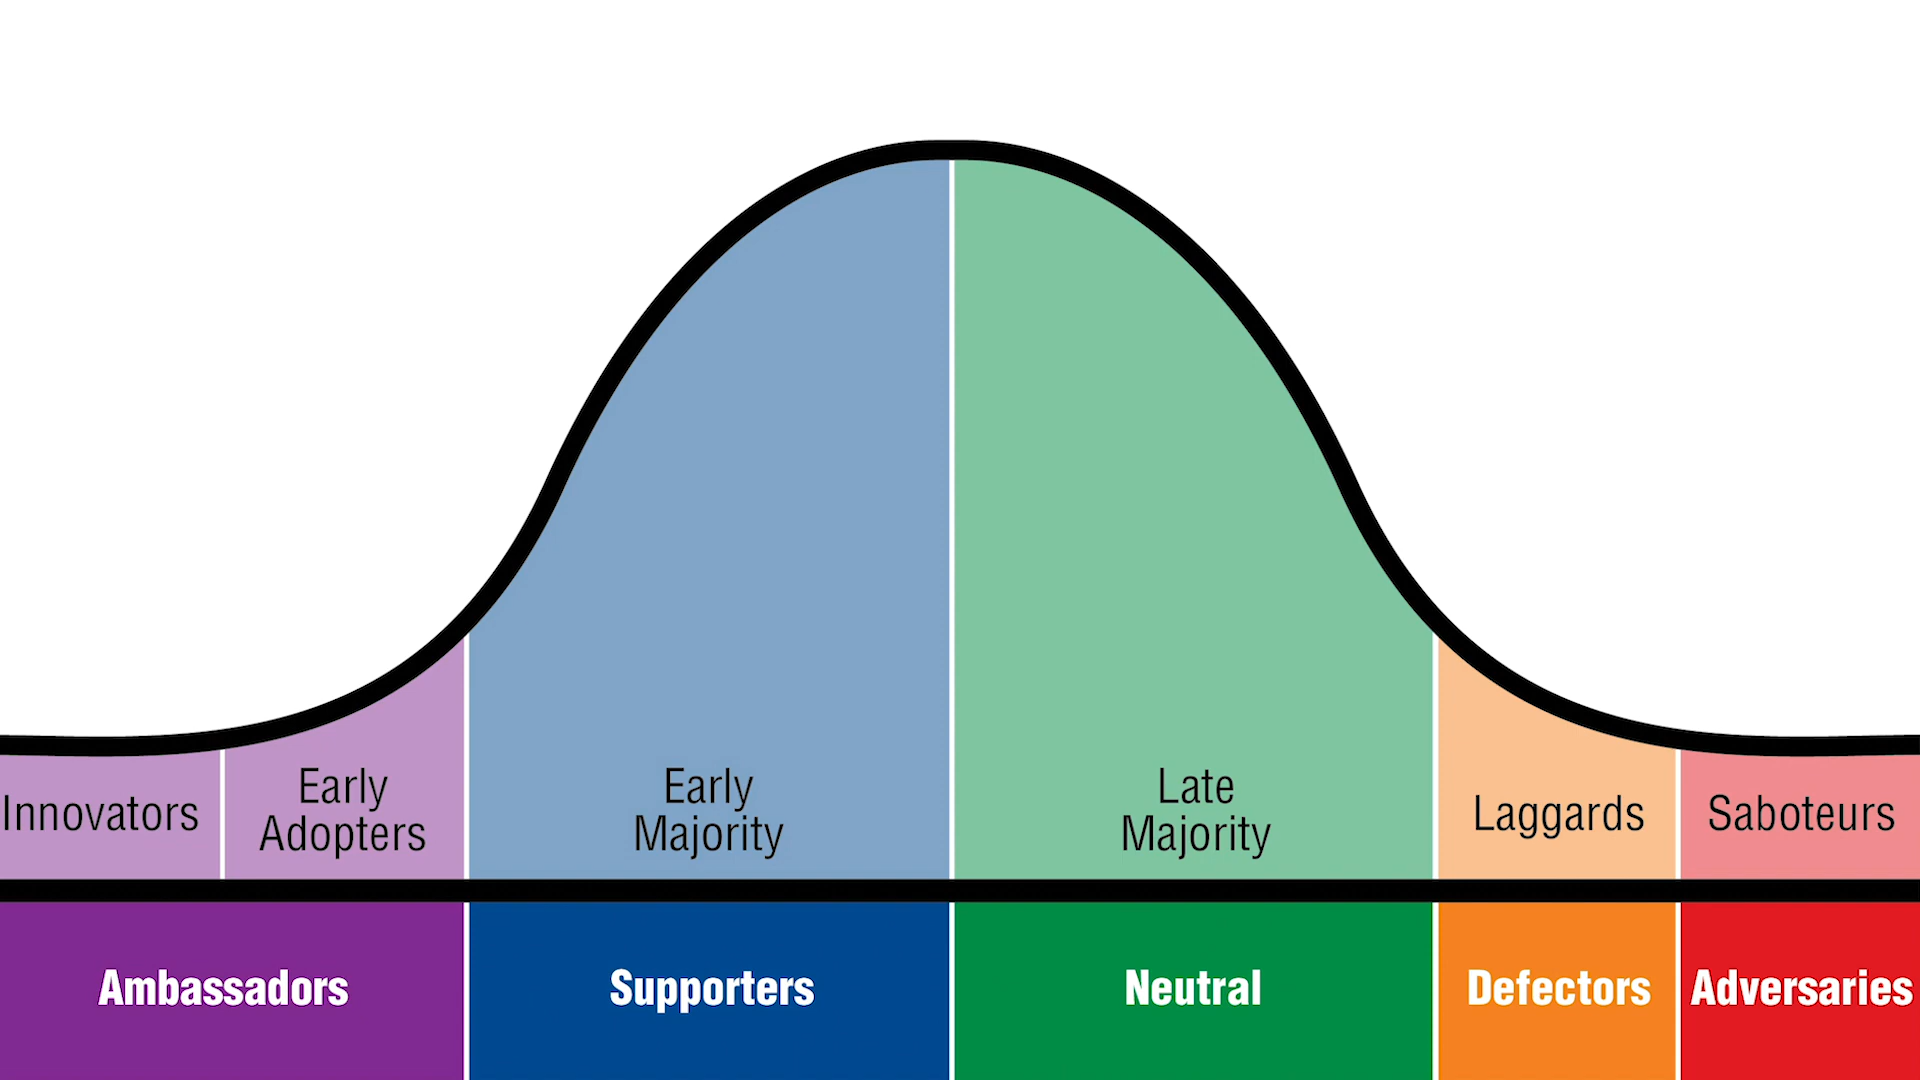 Innovators
Early
Adopters
Early
Majority
Late
Majority
Laggards
Saboteurs
Ambassadors
Supporters
Neutral
Defectors
Adversaries